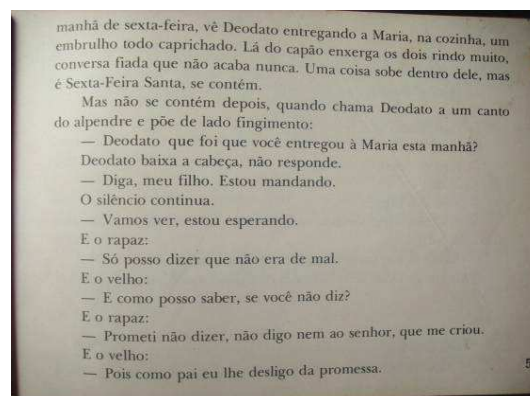 manhã de sexta-feira, vê Deodato entregando a Maria, na cozinha, um
embrulho todo caprichado. Lá do capão enxerga os dois rindo muito,
conversa fiada que não acaba nunca. Uma coisa sobe dentro dele, mas
é Sexta-Feira Santa, se contém.
Mas não se contém depois, quando chama Deodato a um canto
do alpendre e põe de lado fingimento:
— Deodato que foi que você entregou à Maria esta manhã?
Deodato baixa a cabeça, não responde.
— Diga, meu filho. Estou mandando.
O silêncio continua.
— Vamos ver, estou esperando.
E o rapaz:
— Só posso dizer que não era de mal.
E o velho:
— E como posso saber, se você não diz?
E o rapaz:
— Prometi não dizer, não digo nem ao senhor, que me criou.
E o velho:
— Pois como pai eu lhe desligo da promessa.